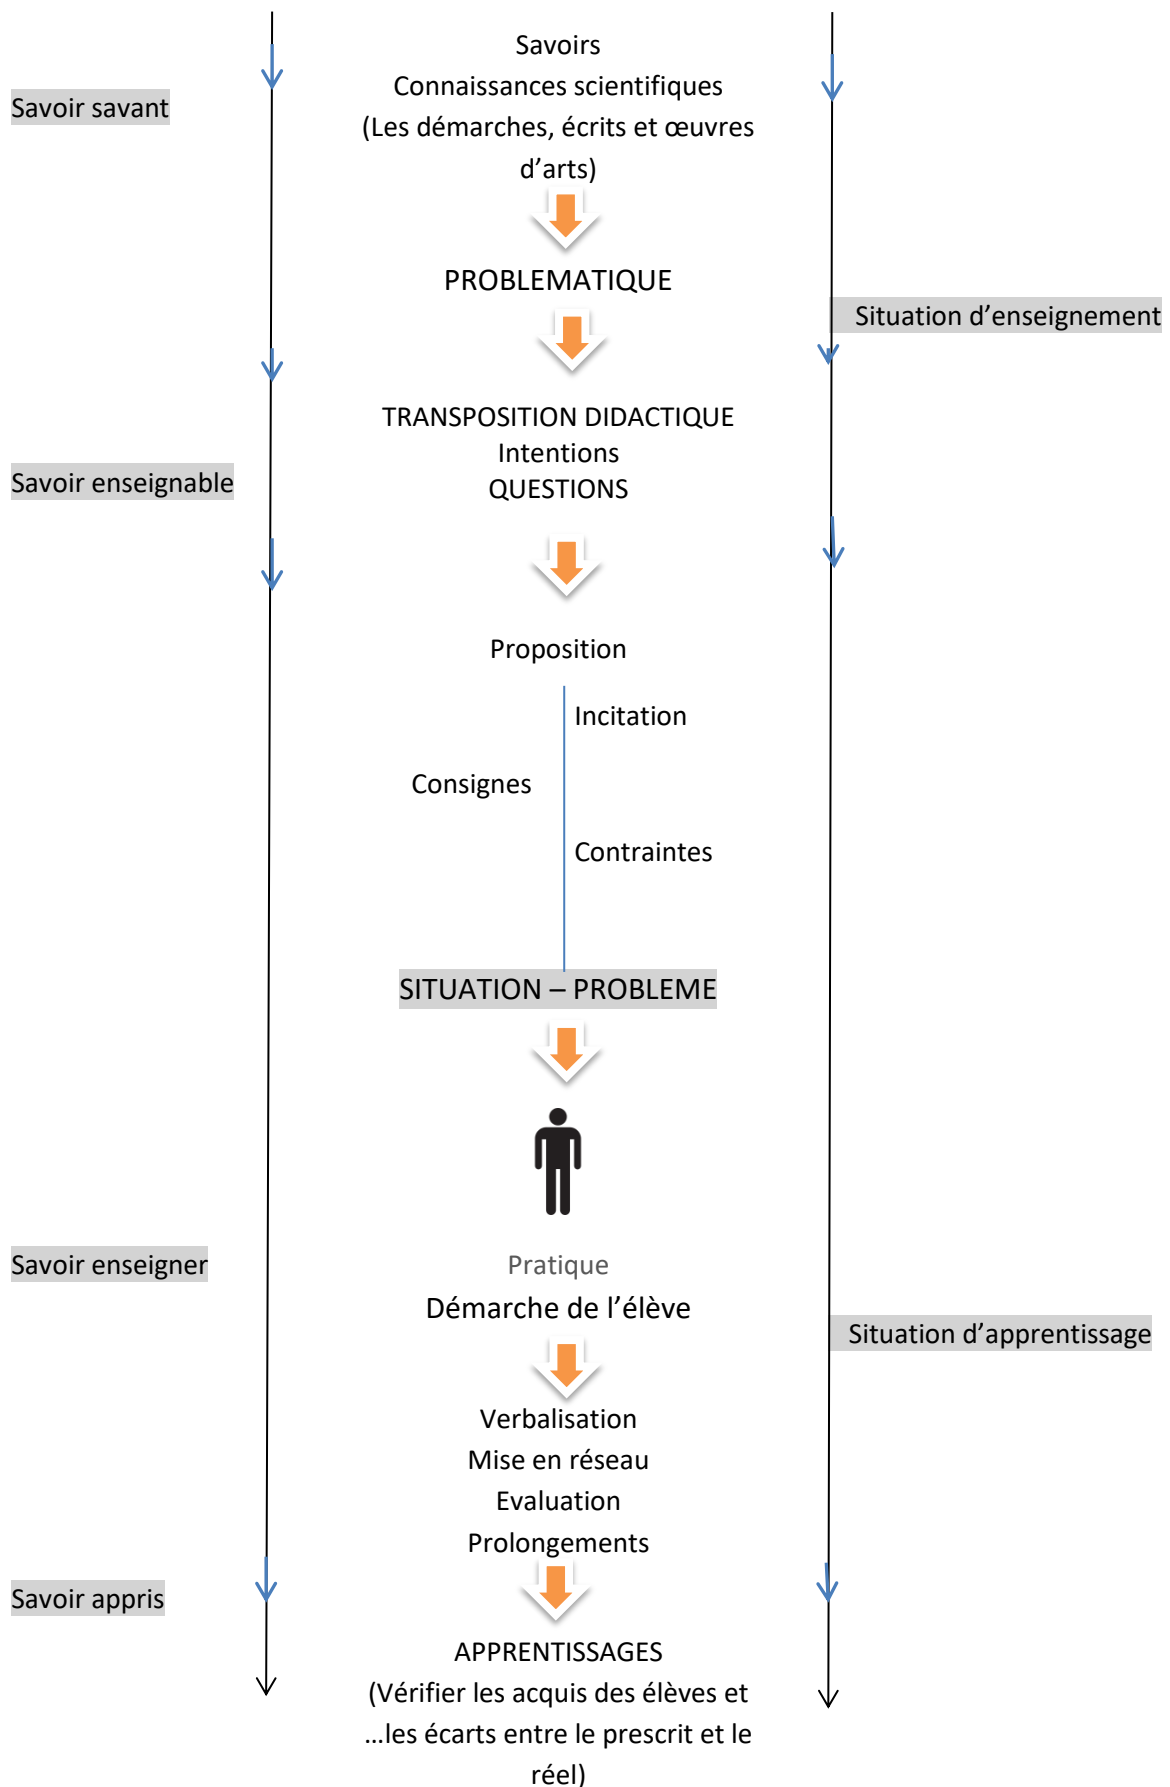 Savoirs
Connaissances scientifiques
Savoir savant
(Les démarches, écrits et œuvres
d’arts)
PROBLEMATIQUE
Situation d’enseignement
TRANSPOSITION DIDACTIQUE
Intentions
Savoir enseignable
QUESTIONS
Proposition
Incitation
Consignes
Contraintes
SITUATION – PROBLEME
Savoir enseigner
Pratique
Démarche de l’élève
Situation d’apprentissage
Verbalisation
Mise en réseau
Evaluation
Prolongements
Savoir appris
APPRENTISSAGES
(Vérifier les acquis des élèves et
…les écarts entre le prescrit et le
réel)